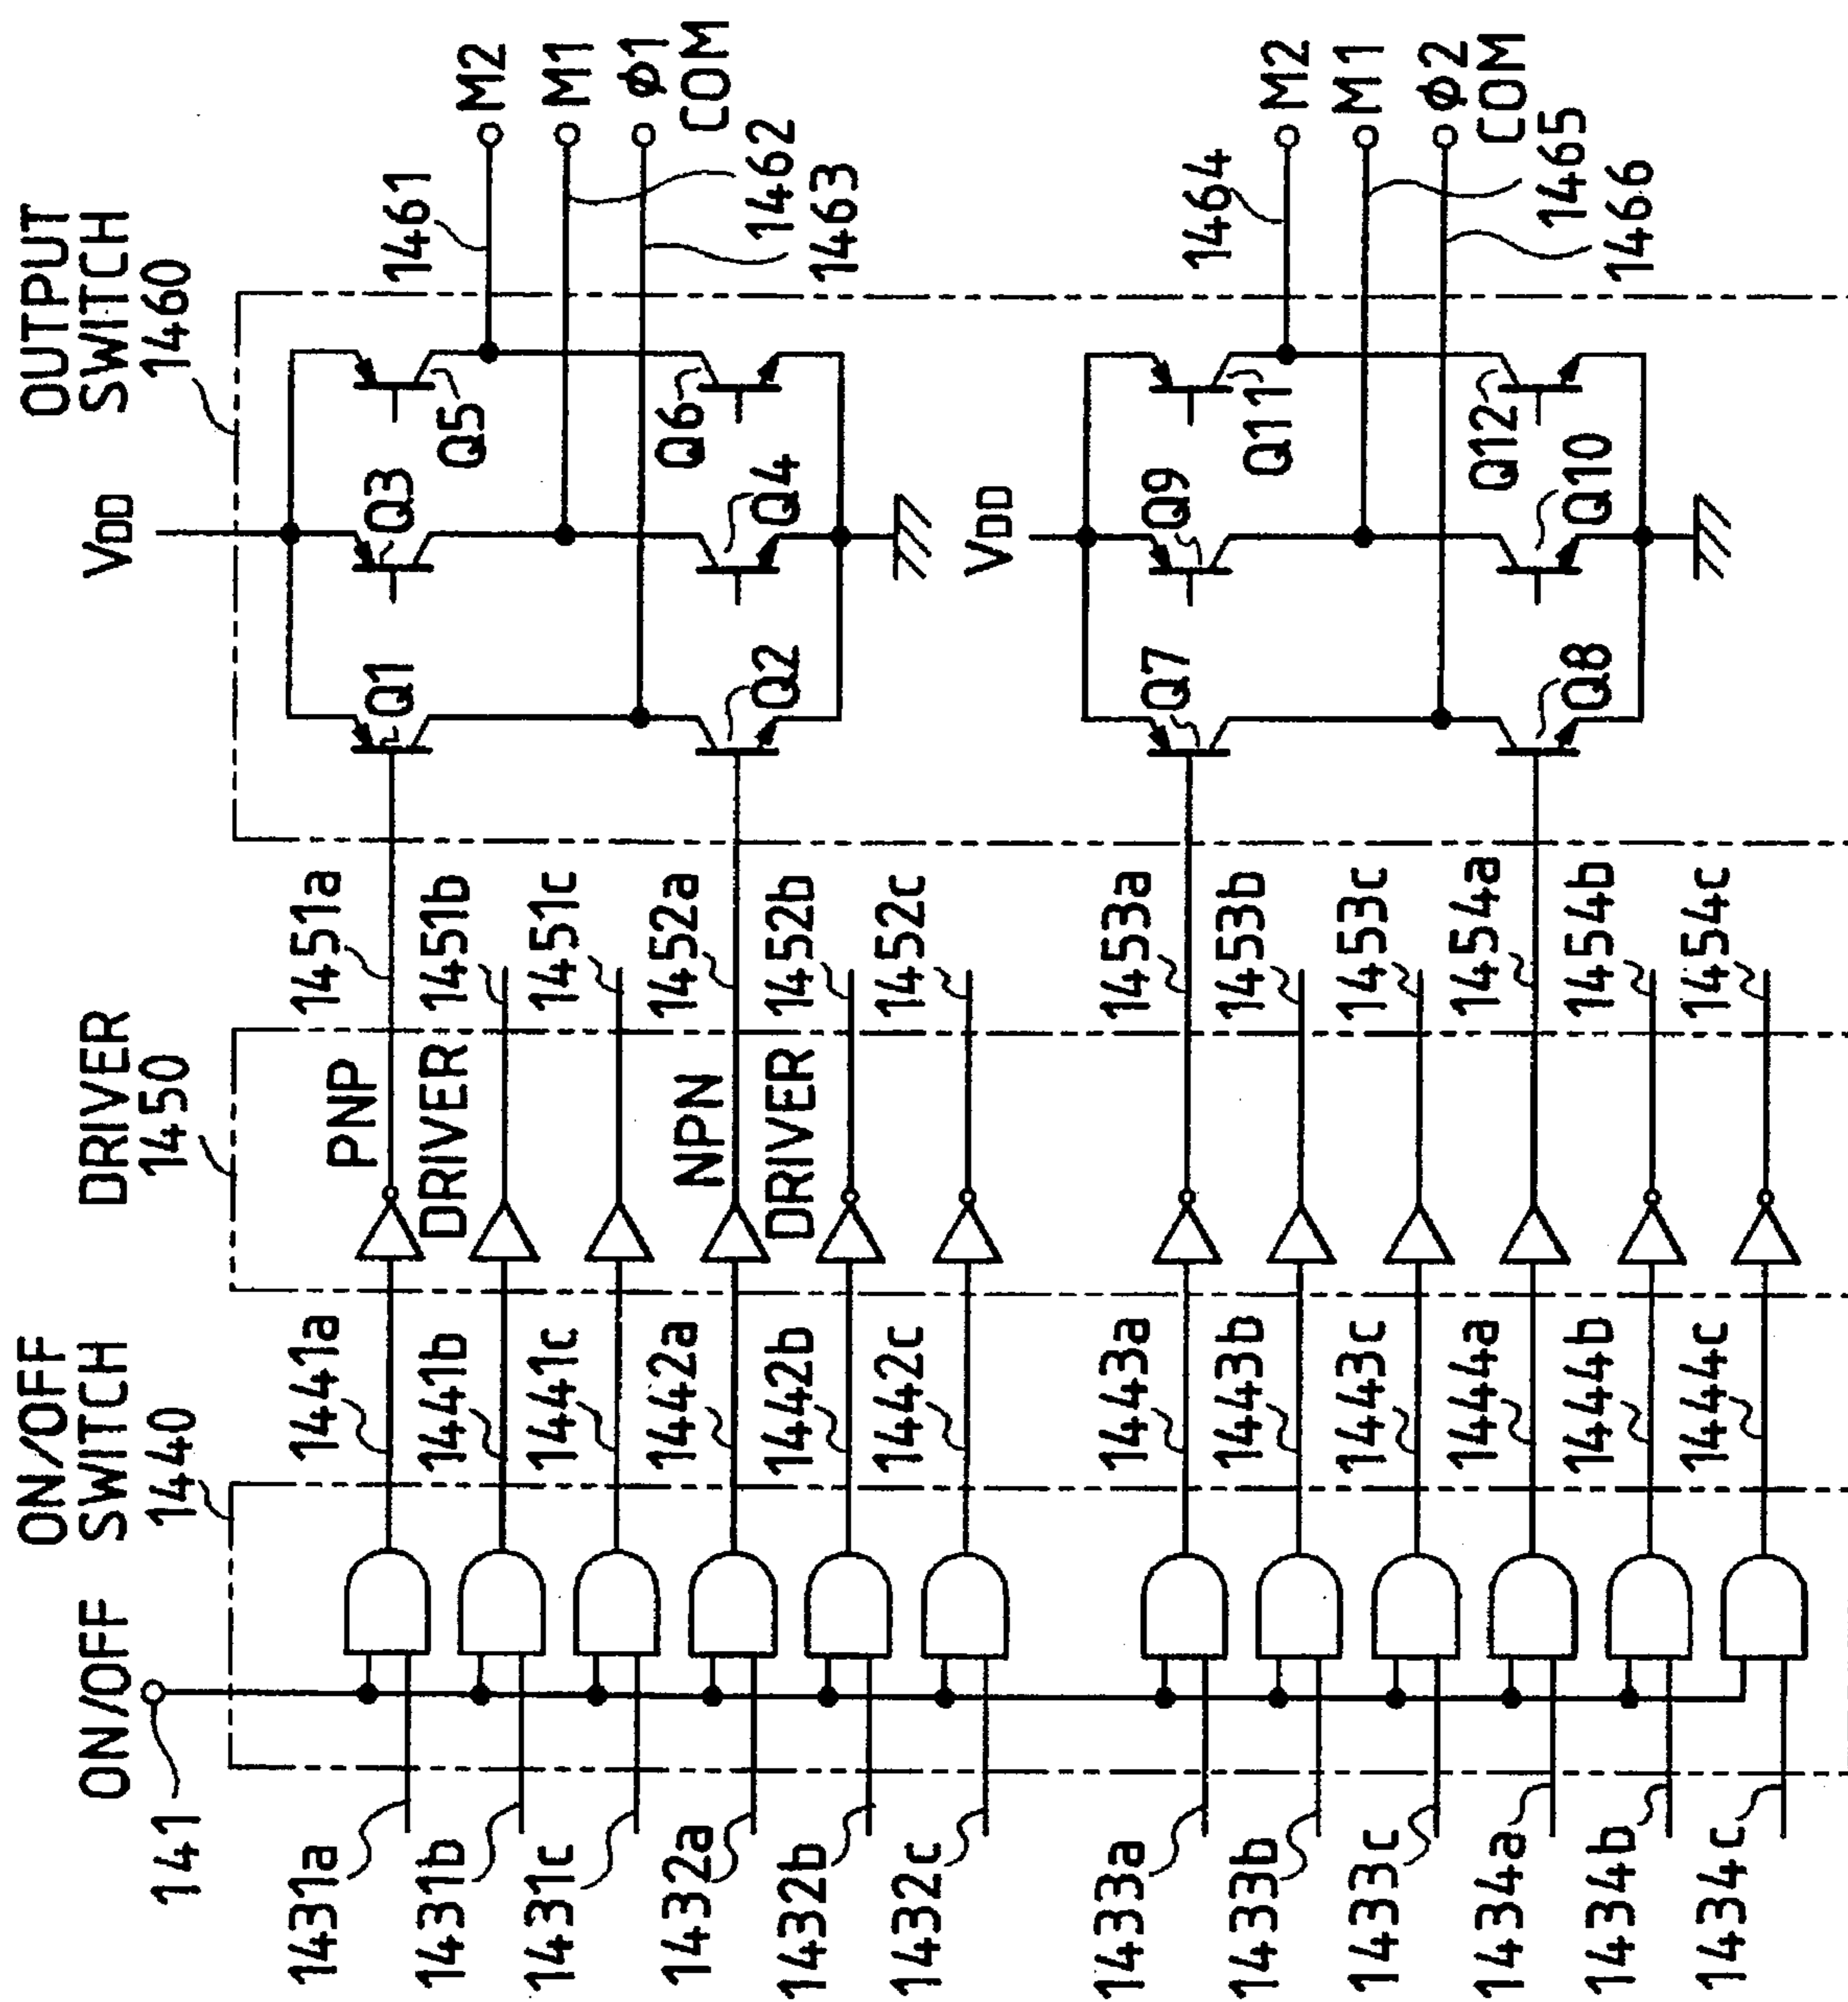 ON/OFF
141
ON/OFF
SWITCH
1440
DRIVER
1450
OUTPUT
SWITCH
1460
1431a
1431b
1431c
1432a
1432b
1432c
1433a
1433b
1433c
1434a
1434b
1434c
1441a
1441b
1441c
1442a
1442b
1442c
1443a
1443b
1443c
1444a
1444b
1444c
PNP
DRIVER
NPN
DRIVER
1451a
1451b
1451c
1452a
1452b
1452c
1453a
1453b
1453c
1454a
1454b
1454c
VDD
Q1
Q3
Q5
Q2
Q4
Q6
VDD
Q7
Q9
Q11
Q8
Q10
Q12
1461
M2
M1
Φ1
COM
1462
1463
1464
M2
M1
Φ2
COM
1465
1466